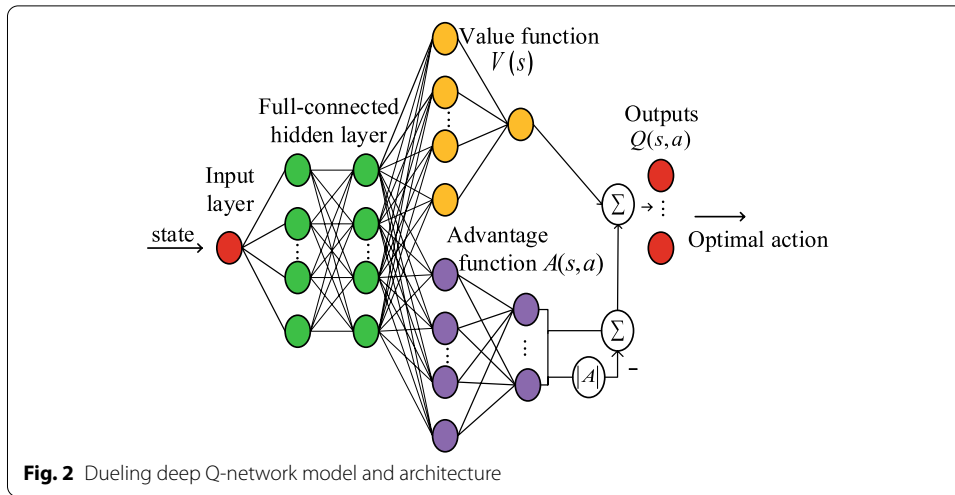 Value function
V(s)
Full-connected
hidden layer
Outputs
Q(s,a)
Input
layer
state
∑
Optimal action
Advantage
function A(s,a)
∑
|A|
−
Fig. 2 Dueling deep Q-network model and architecture